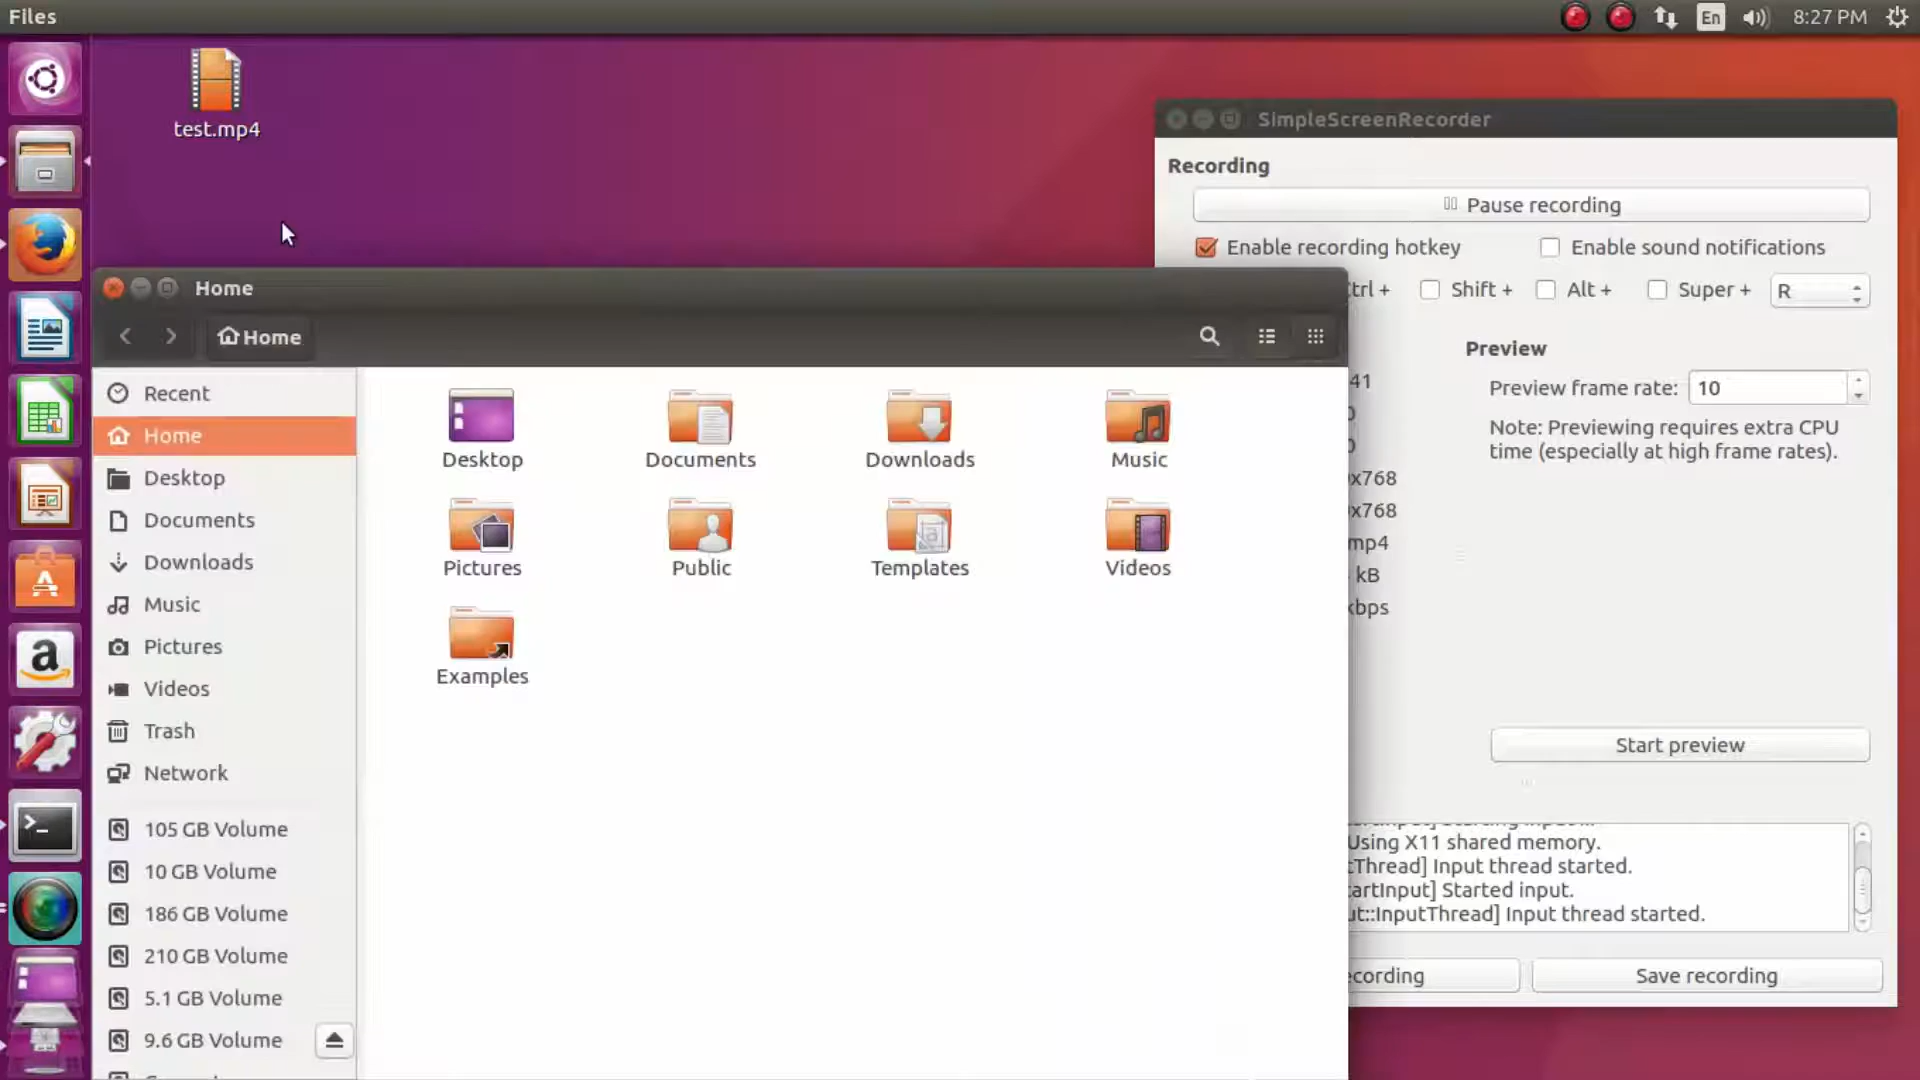 Files
En
8:27 PM
test.mp4
SimpleScreenRecorder
Recording
Pause recording
Enable recording hotkey
Enable sound notifications
Ctrl +
Shift +
Alt +
Super +
R
Home
Home
Recent
Home
Desktop
Documents
Downloads
Music
Pictures
Videos
Trash
Network
105 GB Volume
10 GB Volume
186 GB Volume
210 GB Volume
5.1 GB Volume
9.6 GB Volume
Desktop
Documents
Downloads
Music
Pictures
Public
Templates
Videos
Examples
41
0
0
x768
x768
mp4
kB
kbps
Preview
Preview frame rate: 10
Note: Previewing requires extra CPU
time (especially at high frame rates).
Start preview
Using X11 shared memory.
tThread] Input thread started.
artInput] Started input.
ut::InputThread] Input thread started.
ecording
Save recording